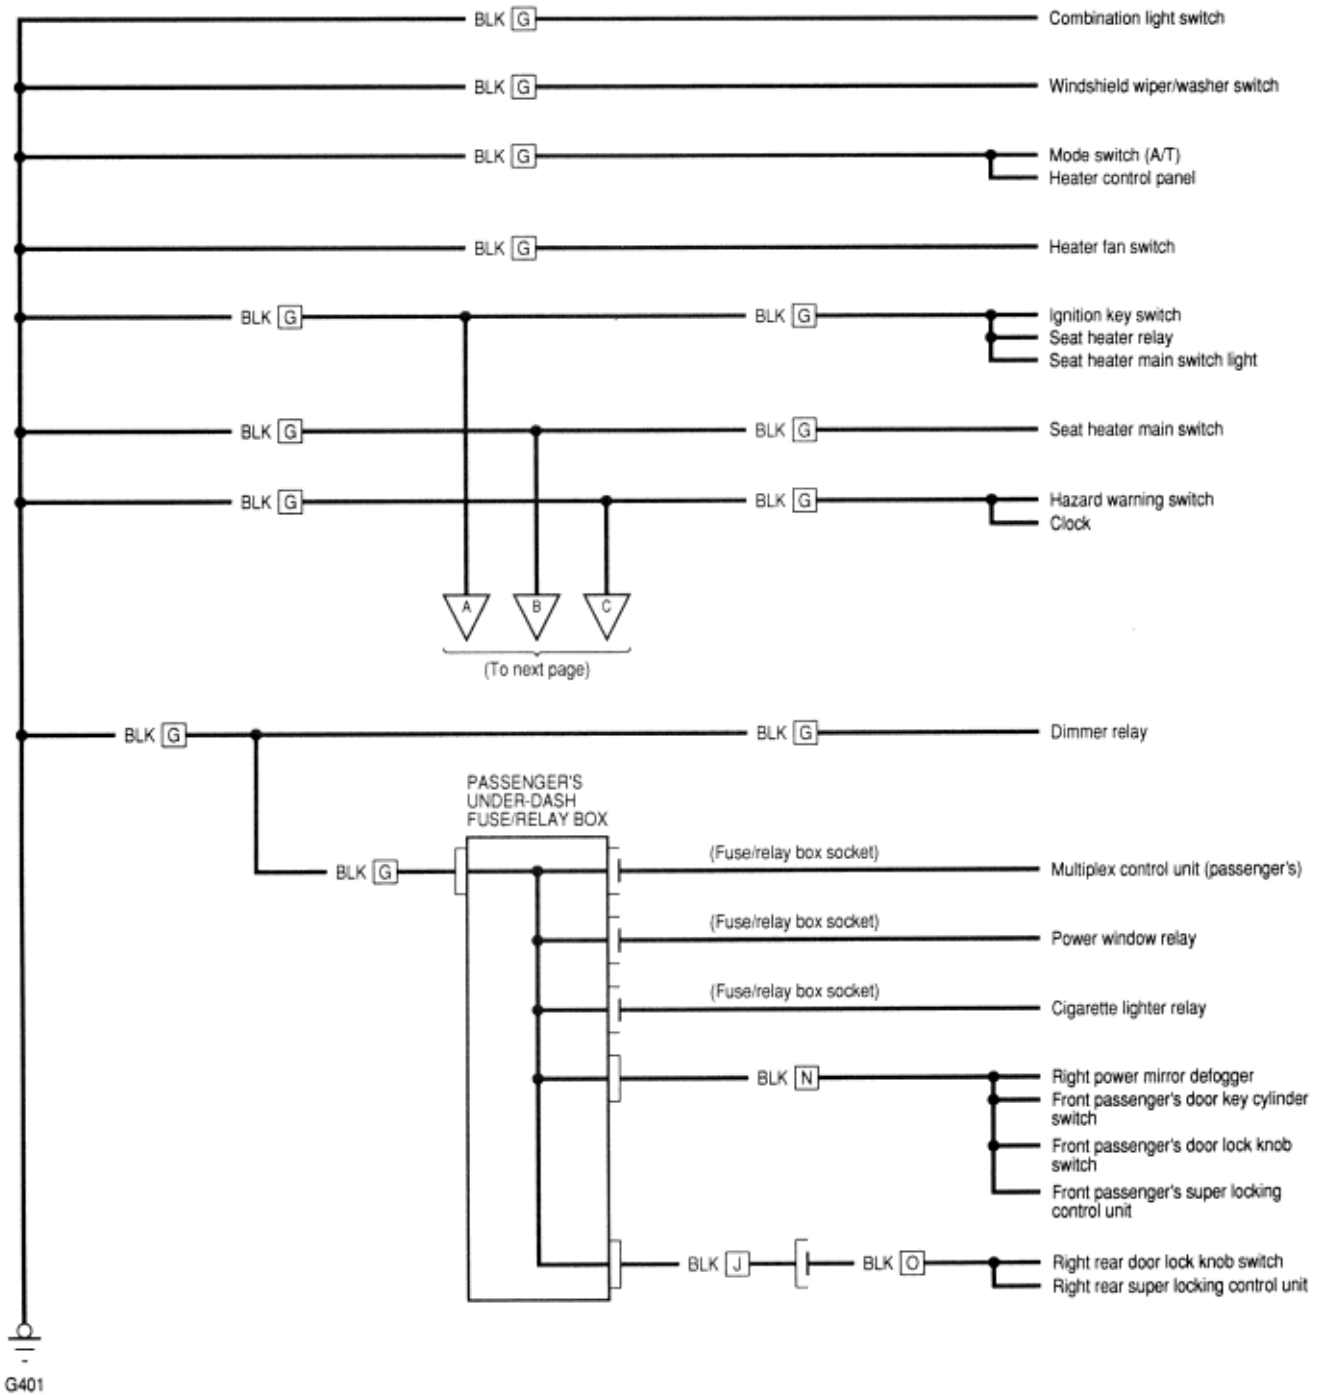 BLK G Combination light switch
BLK G Windshield wiper/washer switch
BLK G Mode switch (A/T)
Heater control panel
BLK G Heater fan switch
BLK G BLK G Ignition key switch
Seat heater relay
Seat heater main switch light
BLK G BLK G Seat heater main switch
BLK G BLK G Hazard warning switch
Clock
A B C
(To next page)
BLK G BLK G Dimmer relay
PASSENGER'S
UNDER-DASH
FUSE/RELAY BOX
BLK G (Fuse/relay box socket) Multiplex control unit (passenger's)
(Fuse/relay box socket) Power window relay
(Fuse/relay box socket) Cigarette lighter relay
BLK N Right power mirror defogger
Front passenger's door key cylinder
switch
Front passenger's door lock knob
switch
Front passenger's super locking
control unit
BLK J BLK O Right rear door lock knob switch
Right rear super locking control unit
G401